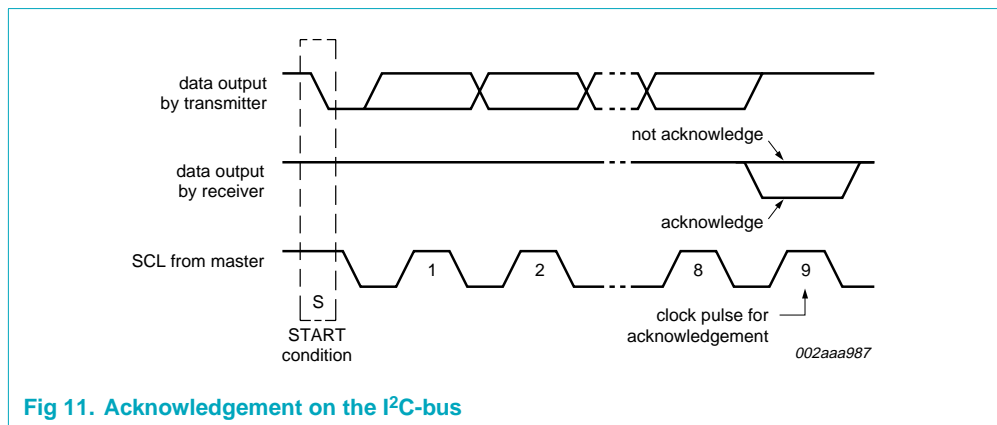 data output
by transmitter
not acknowledge
data output
by receiver
acknowledge
SCL from master
1
2
8
9
S
START
condition
clock pulse for
acknowledgement
002aaa987
Fig 11. Acknowledgement on the I2C-bus